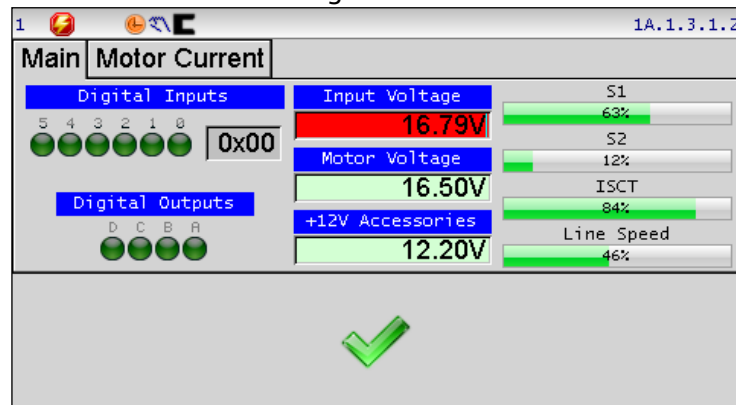 1 1A.1.3.1.2
Main Motor Current
Digital Inputs
5 4 3 2 1 0
0x00
Digital Outputs
D C B A
Input Voltage
16.79V
Motor Voltage
16.50V
+12V Accessories
12.20V
S1
63%
S2
12%
ISCT
84%
Line Speed
46%